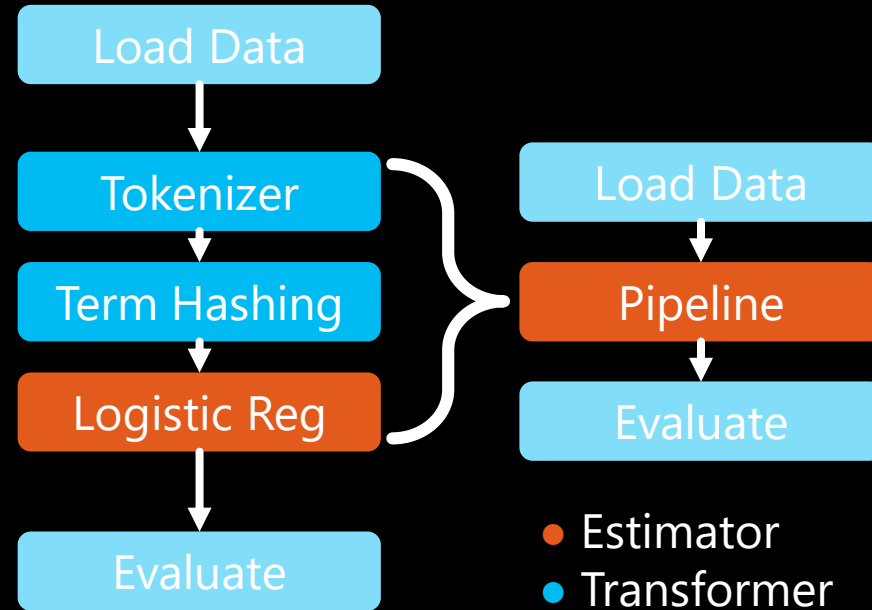 Load Data
Tokenizer
Term Hashing
Logistic Reg
Evaluate
Load Data
Pipeline
Evaluate
Estimator
Transformer